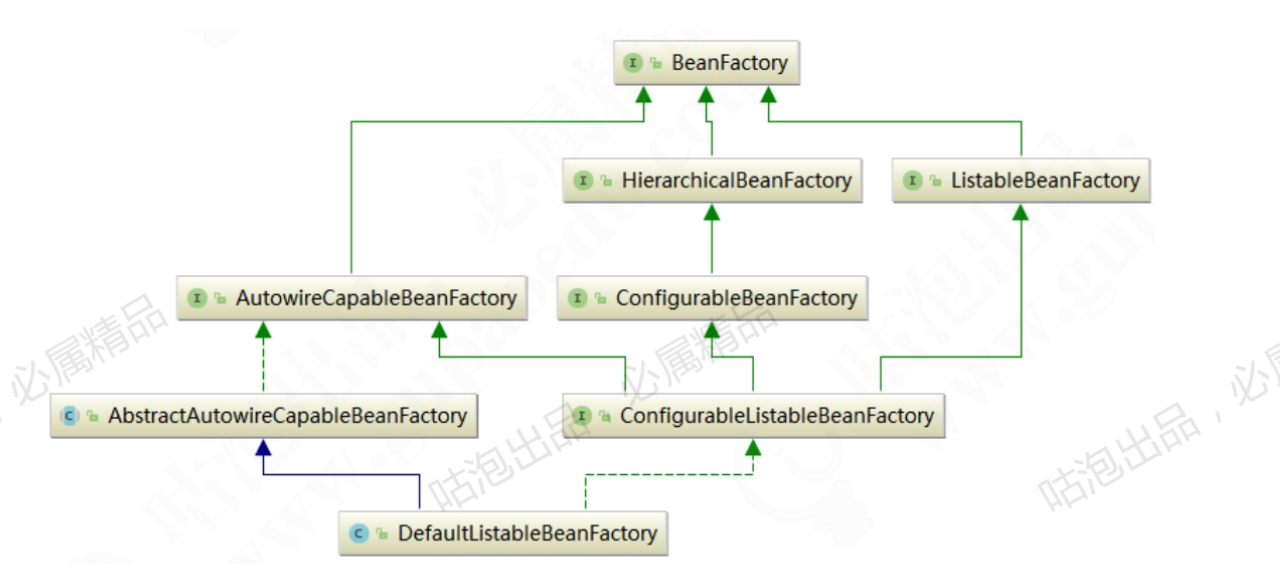 BeanFactory
HierarchicalBeanFactory
ListableBeanFactory
AutowireCapableBeanFactory
ConfigurableBeanFactory
AbstractAutowireCapableBeanFactory
ConfigurableListableBeanFactory
DefaultListableBeanFactory
必属精品
咕泡出品，必属精品
咕泡出品，必